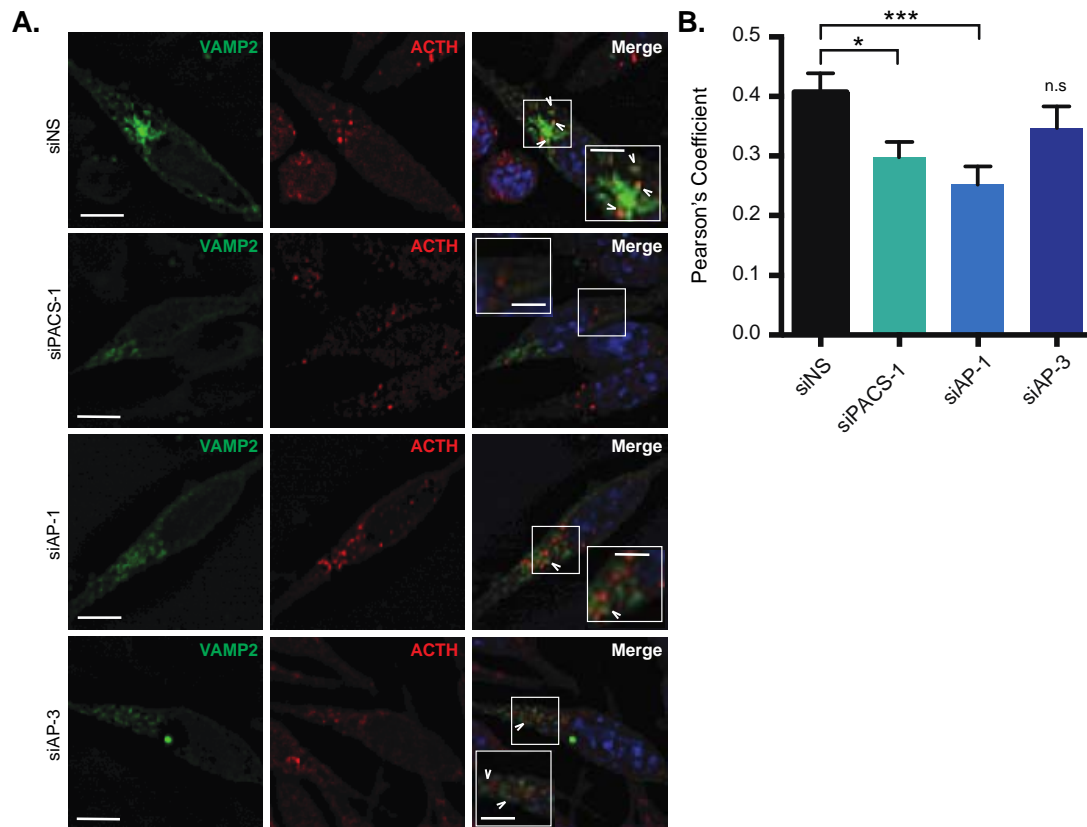 A.
VAMP2 ACTH Merge
siNS
VAMP2 ACTH Merge
siPACS-1
VAMP2 ACTH Merge
siAP-1
VAMP2 ACTH Merge
siAP-3
B.
***
*
n.s
Pearson's Coefficient
0.5
0.4
0.3
0.2
0.1
0.0
siNS siPACS-1 siAP-1 siAP-3